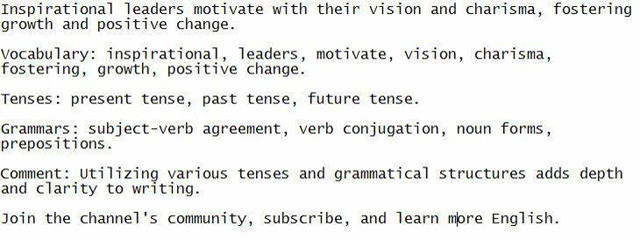 Inspirational leaders motivate with their vision and charisma, fostering
growth and positive change.
Vocabulary: inspirational, leaders, motivate, vision, charisma,
fostering, growth, positive change.
Tenses: present tense, past tense, future tense.
Grammars: subject-verb agreement, verb conjugation, noun forms,
prepositions.
Comment: Utilizing various tenses and grammatical structures adds depth
and clarity to writing.
Join the channel's community, subscribe, and learn more English.